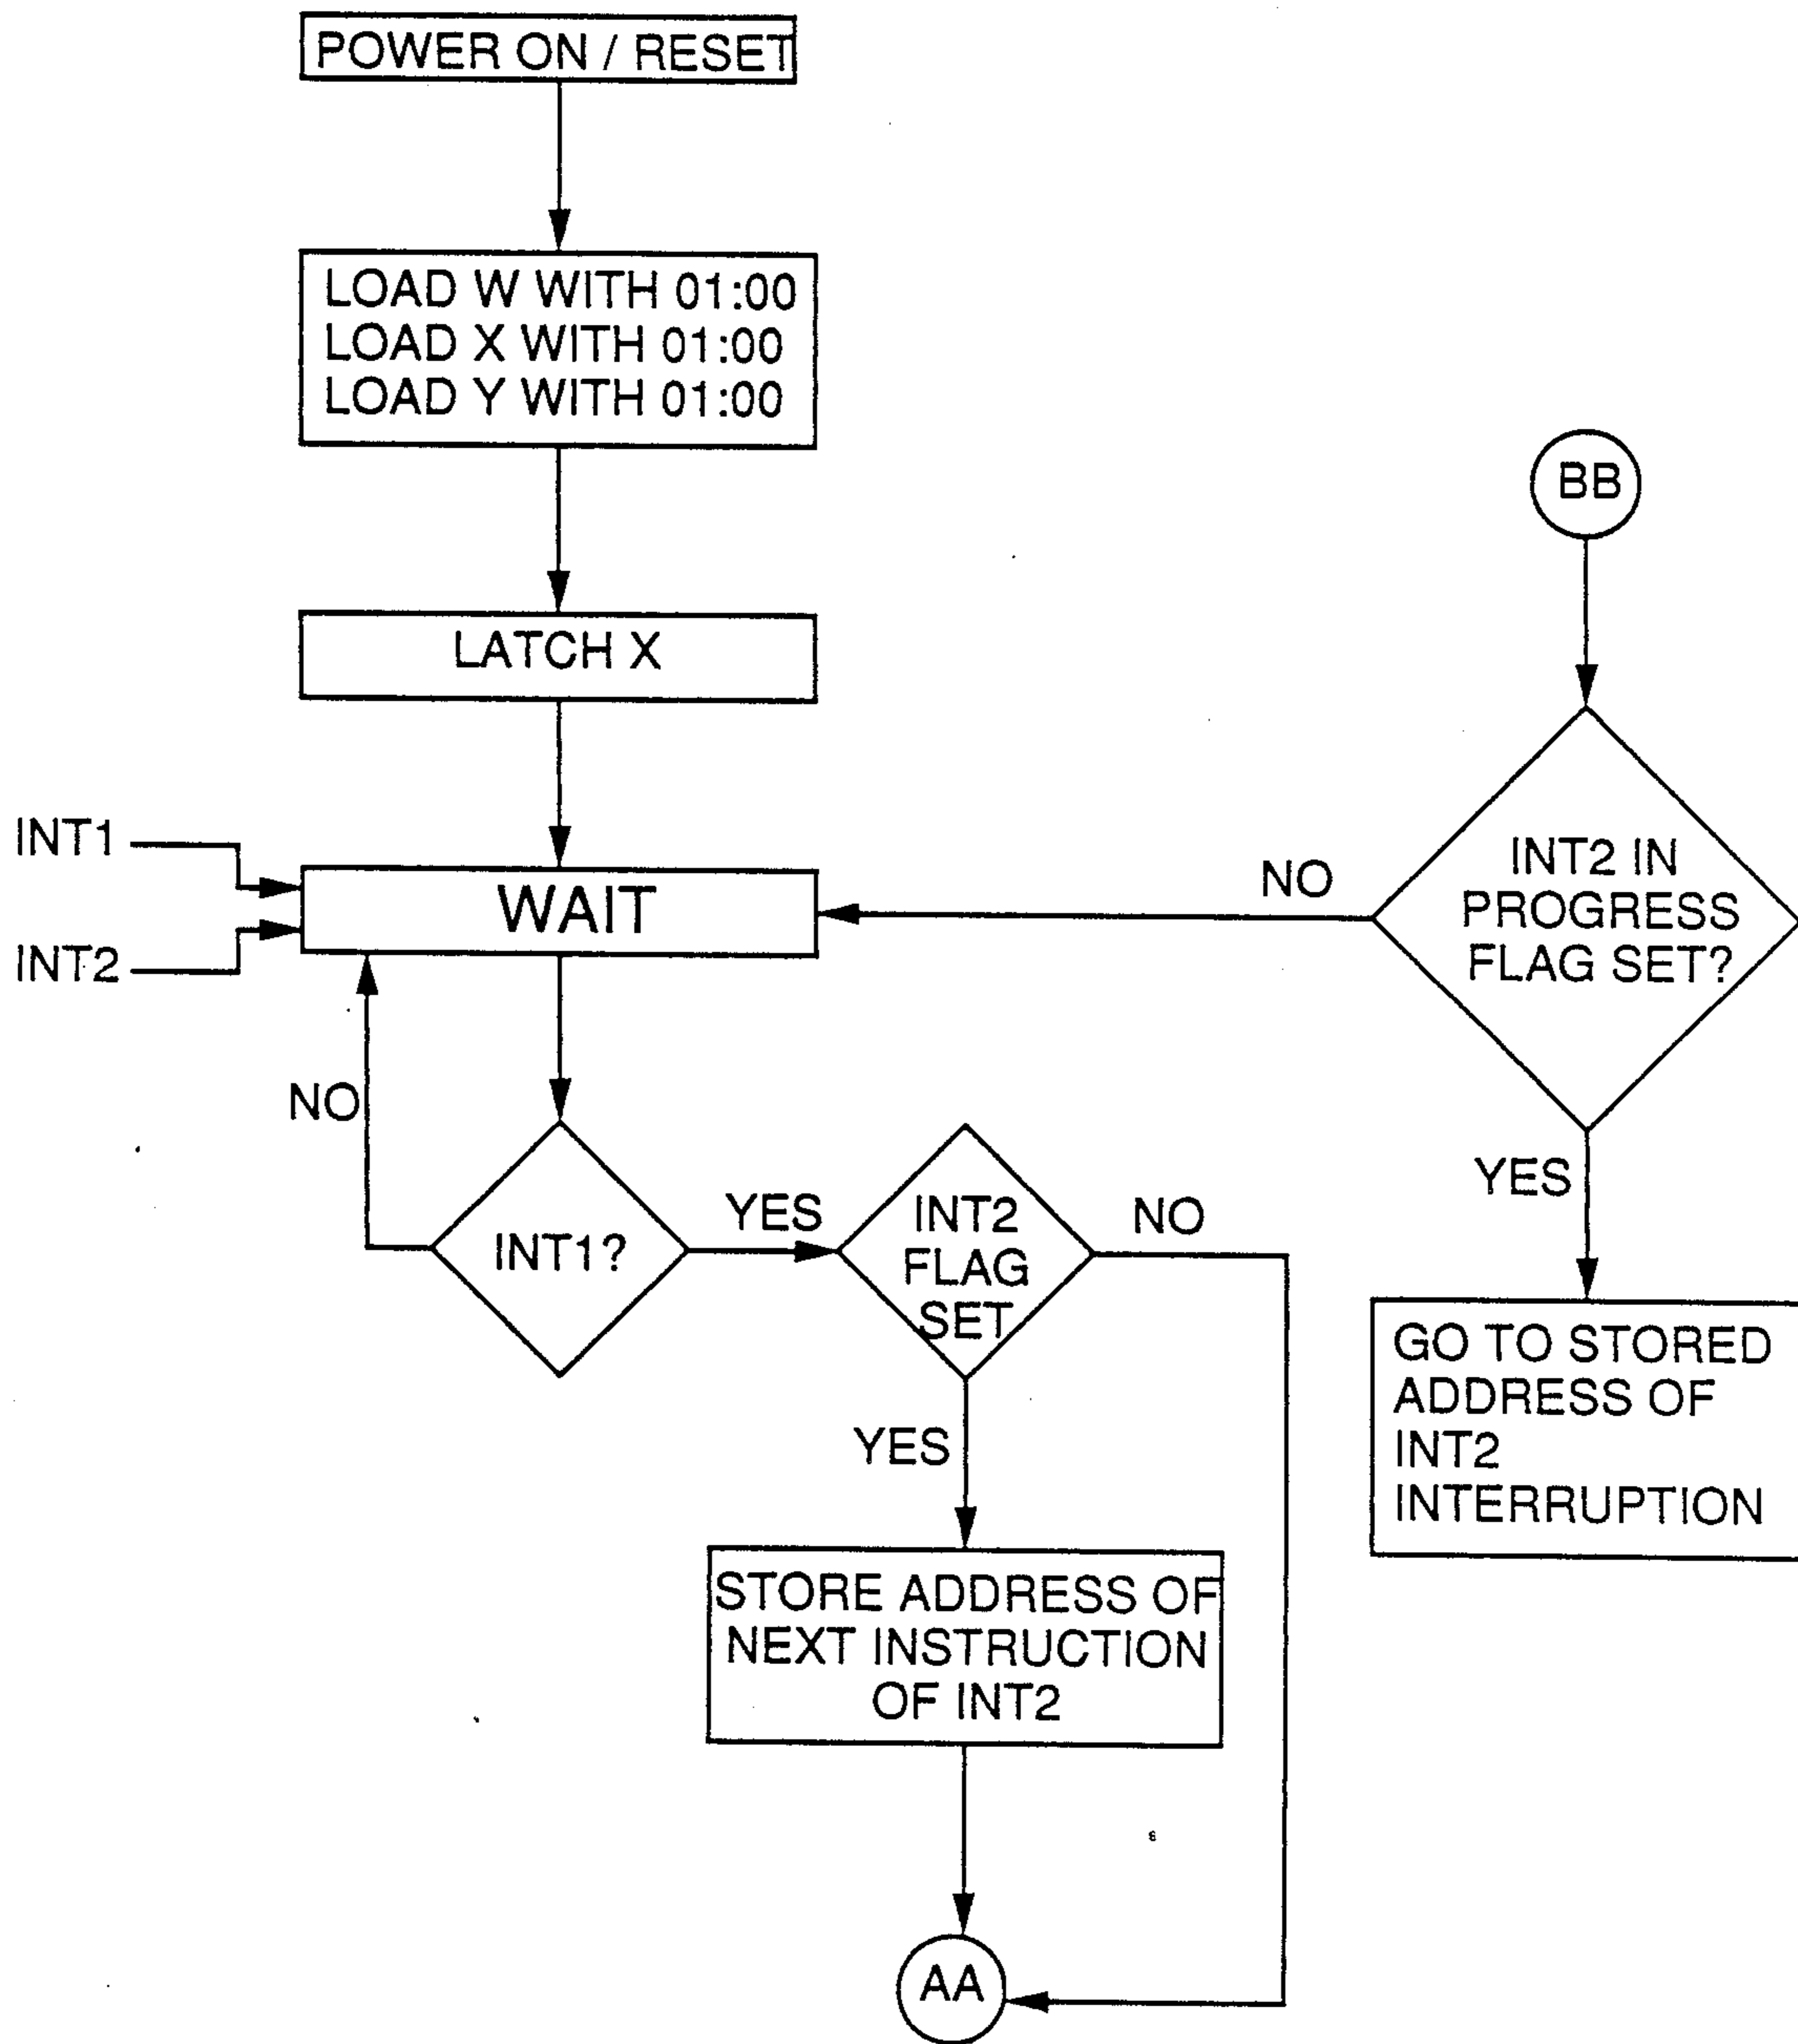 POWER ON / RESET
LOAD W WITH 01:00
LOAD X WITH 01:00
LOAD Y WITH 01:00
LATCH X
INT1
INT2
WAIT
NO
INT1?
YES
INT2
FLAG
SET
NO
YES
STORE ADDRESS OF
NEXT INSTRUCTION
OF INT2
AA
BB
INT2 IN
PROGRESS
FLAG SET?
NO
YES
GO TO STORED
ADDRESS OF
INT2
INTERRUPTION